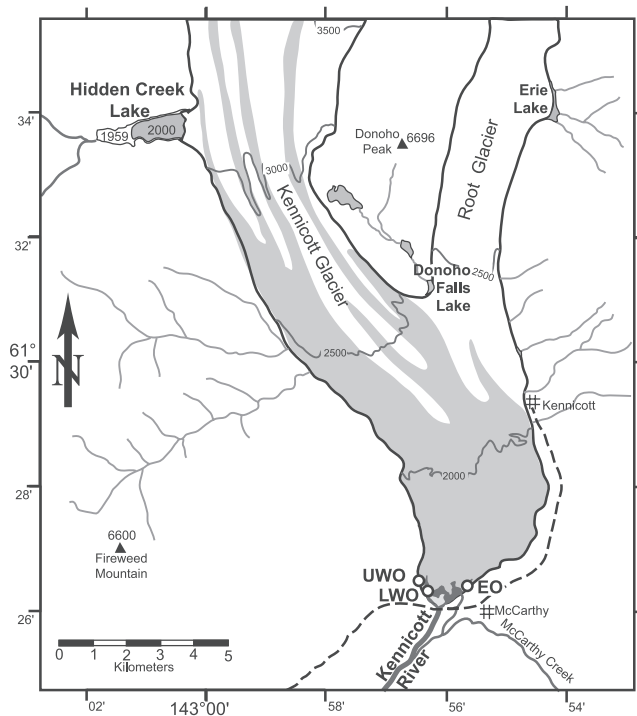 3500
Hidden Creek
Lake
1959
2000
34'
Erie
Lake
Donoho
Peak
6696
3000
Kennicott Glacier
Root Glacier
32'
2500
Donoho
Falls
Lake
N
61°
30'
2500
Kennicott
28'
2000
6600
Fireweed
Mountain
UWO
LWO
EO
26'
McCarthy
McCarthy Creek
Kennicott
River
0 1 2 3 4 5
Kilometers
02'
143°00'
58'
56'
54'